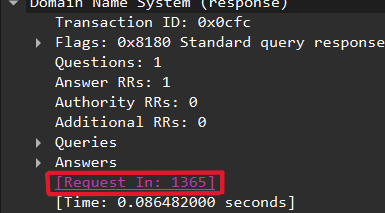 Domain Name System (response)
Transaction ID: 0x0cfc
Flags: 0x8180 Standard query response
Questions: 1
Answer RRs: 1
Authority RRs: 0
Additional RRs: 0
Queries
Answers
[Request In: 1365]
[Time: 0.086482000 seconds]